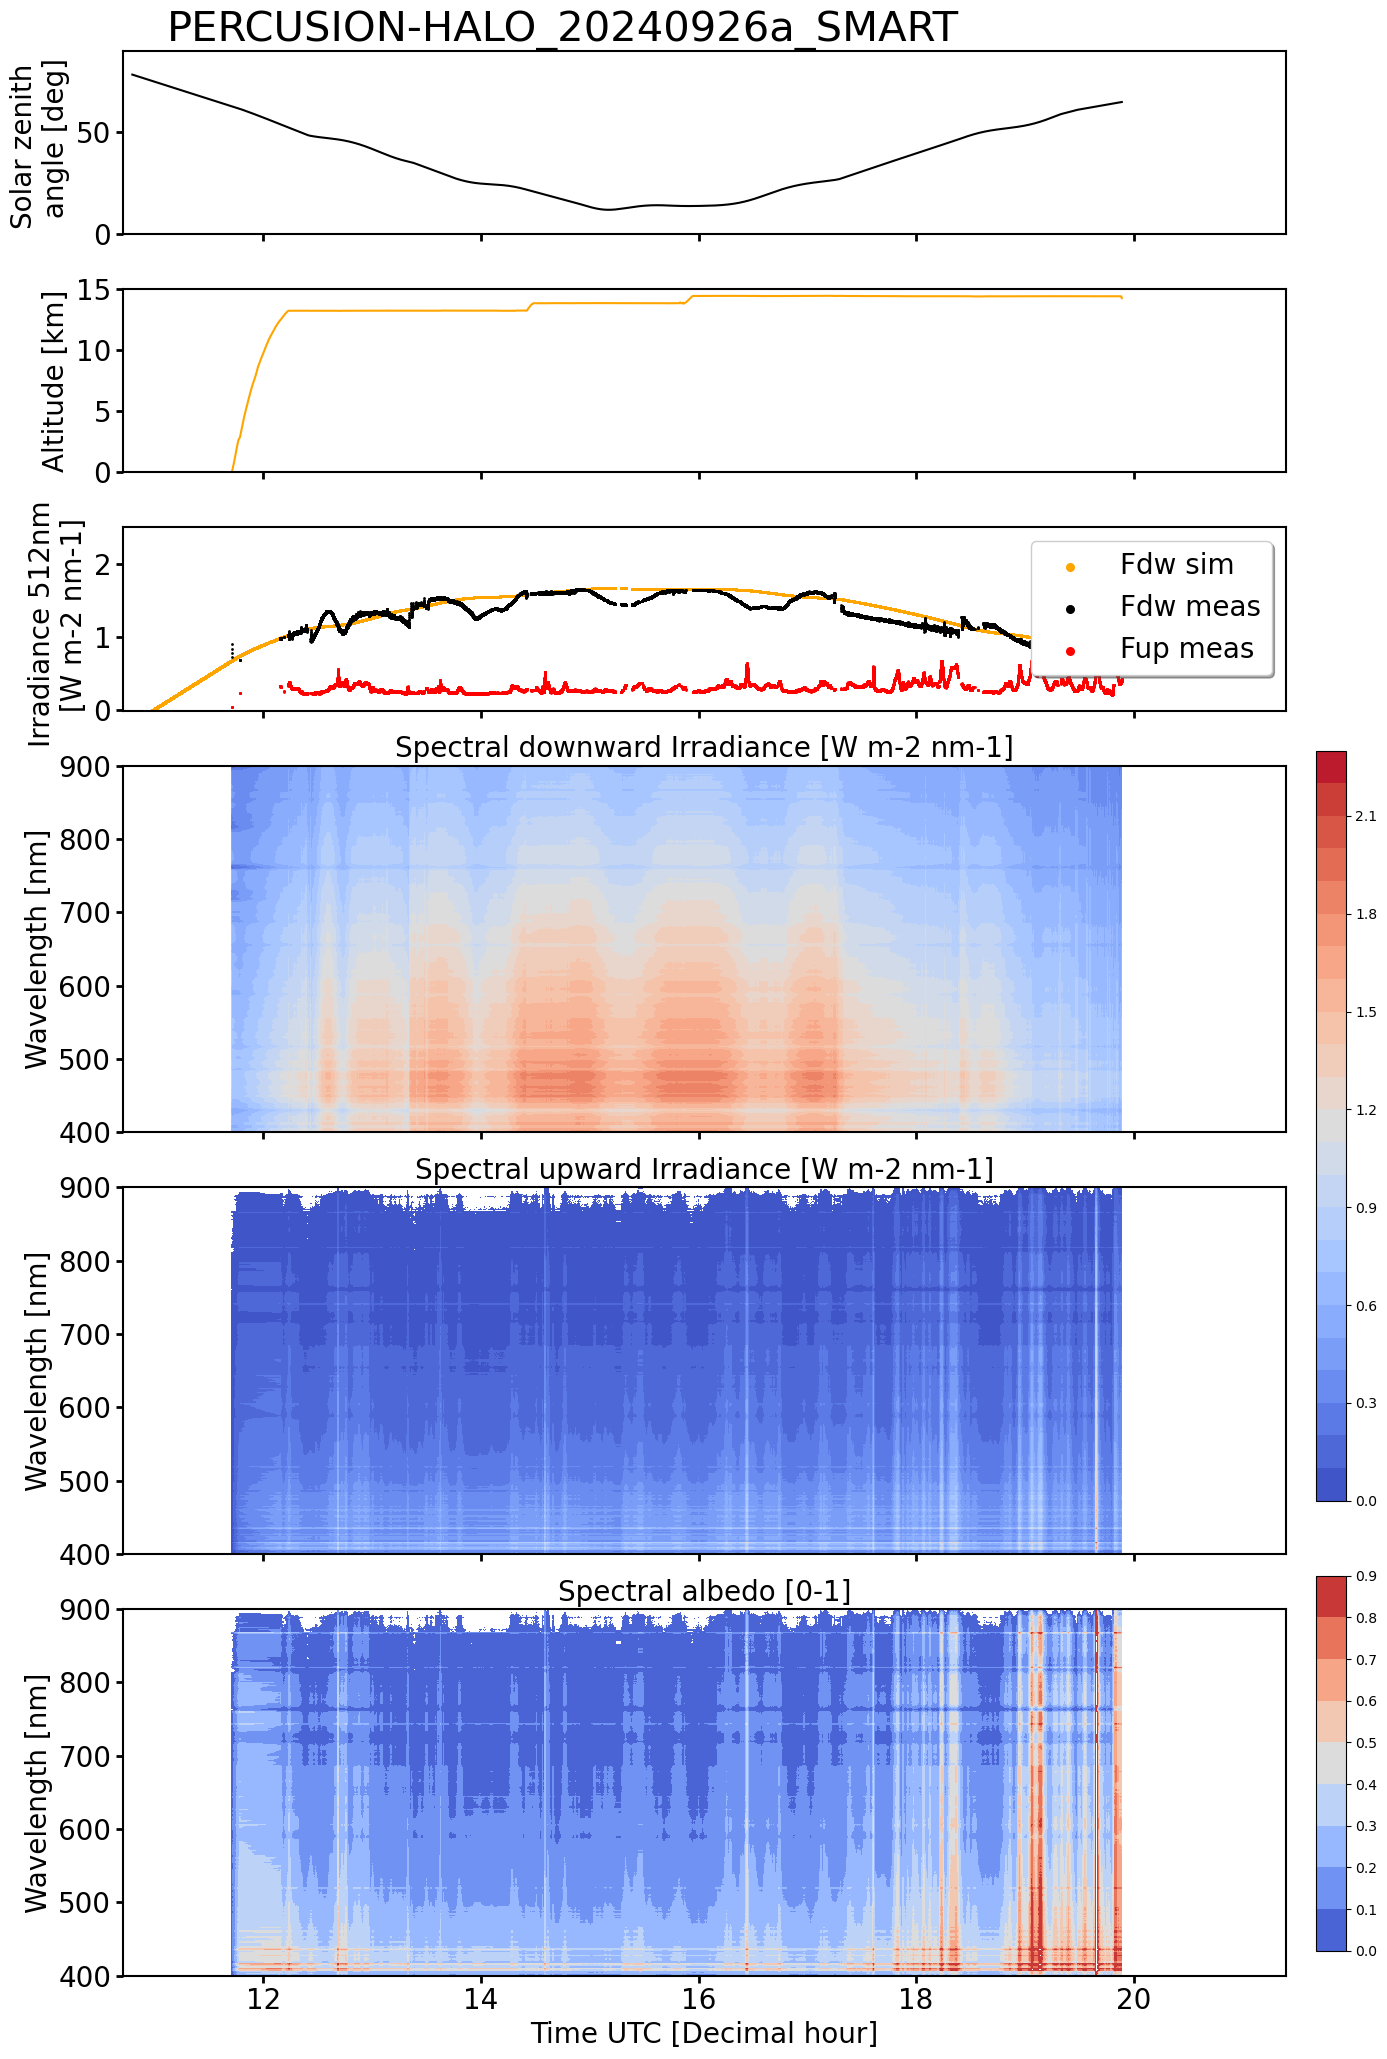 PERCUSION-HALO_20240926a_SMART
Solar zenith
angle [deg]
50
0
Altitude [km]
15
10
5
0
Irradiance 512nm
[W m-2 nm-1]
2
1
0
Fdw sim
Fdw meas
Fup meas
Spectral downward Irradiance [W m-2 nm-1]
Wavelength [nm]
900
800
700
600
500
400
Spectral upward Irradiance [W m-2 nm-1]
Wavelength [nm]
900
800
700
600
500
400
2.1
1.8
1.5
1.2
0.9
0.6
0.3
0.0
Spectral albedo [0-1]
Wavelength [nm]
900
800
700
600
500
400
0.9
0.8
0.7
0.6
0.5
0.4
0.3
0.2
0.1
0.0
12 14 16 18 20
Time UTC [Decimal hour]